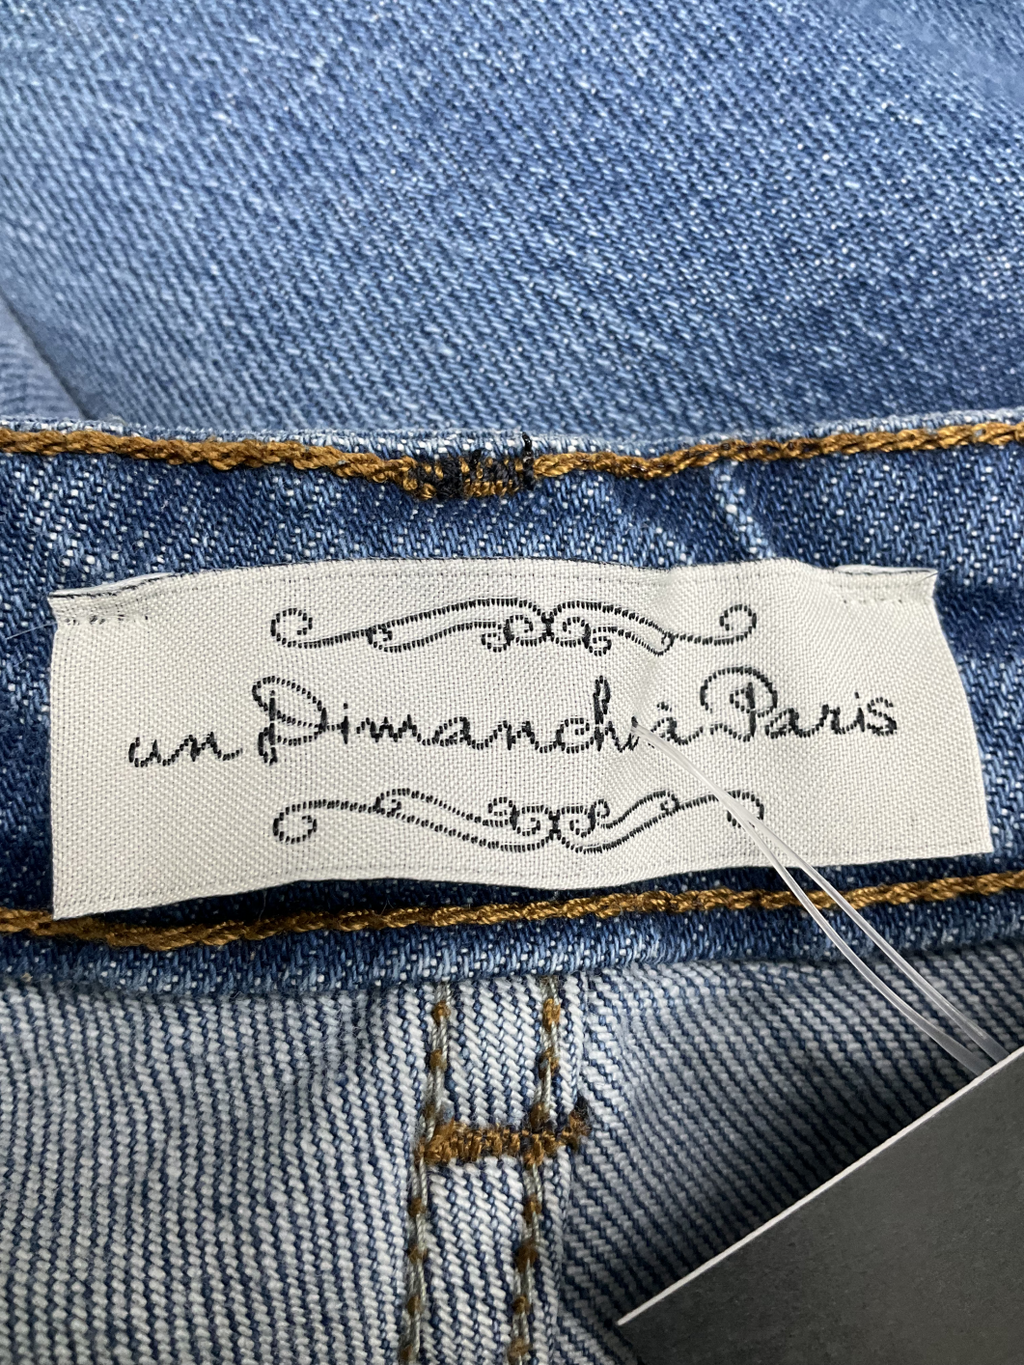 un Dimanche à Paris